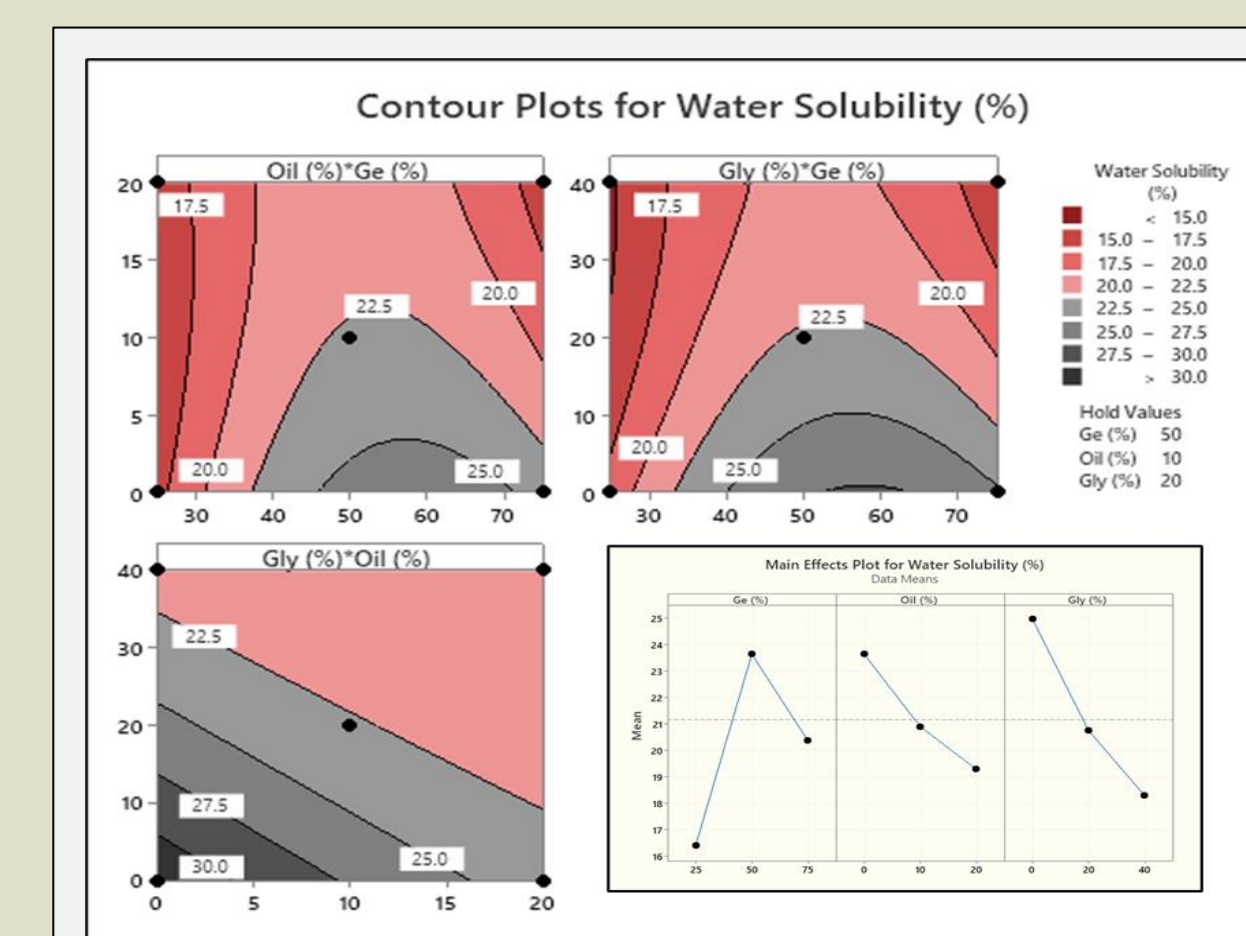 Contour Plots for Water Solubility (%)
Oil (%)*Ge (%)
20
15
10
5
0
17.5
22.5
20.0
20.0
25.0
30 40 50 60 70
Gly (%)*Ge (%)
40
30
20
10
0
17.5
22.5
20.0
20.0
25.0
30 40 50 60 70
Water Solubility
(%)
< 15.0
15.0 – 17.5
17.5 – 20.0
20.0 – 22.5
22.5 – 25.0
25.0 – 27.5
27.5 – 30.0
> 30.0
Hold Values
Ge (%) 50
Oil (%) 10
Gly (%) 20
Gly (%)*Oil (%)
40
30
20
10
0
22.5
27.5
25.0
30.0
0 5 10 15 20
Main Effects Plot for Water Solubility (%)
Data Means
Ge (%) Oil (%) Gly (%)
Mean
25
24
23
22
21
20
19
18
17
16
25 50 75 0 10 20 0 20 40